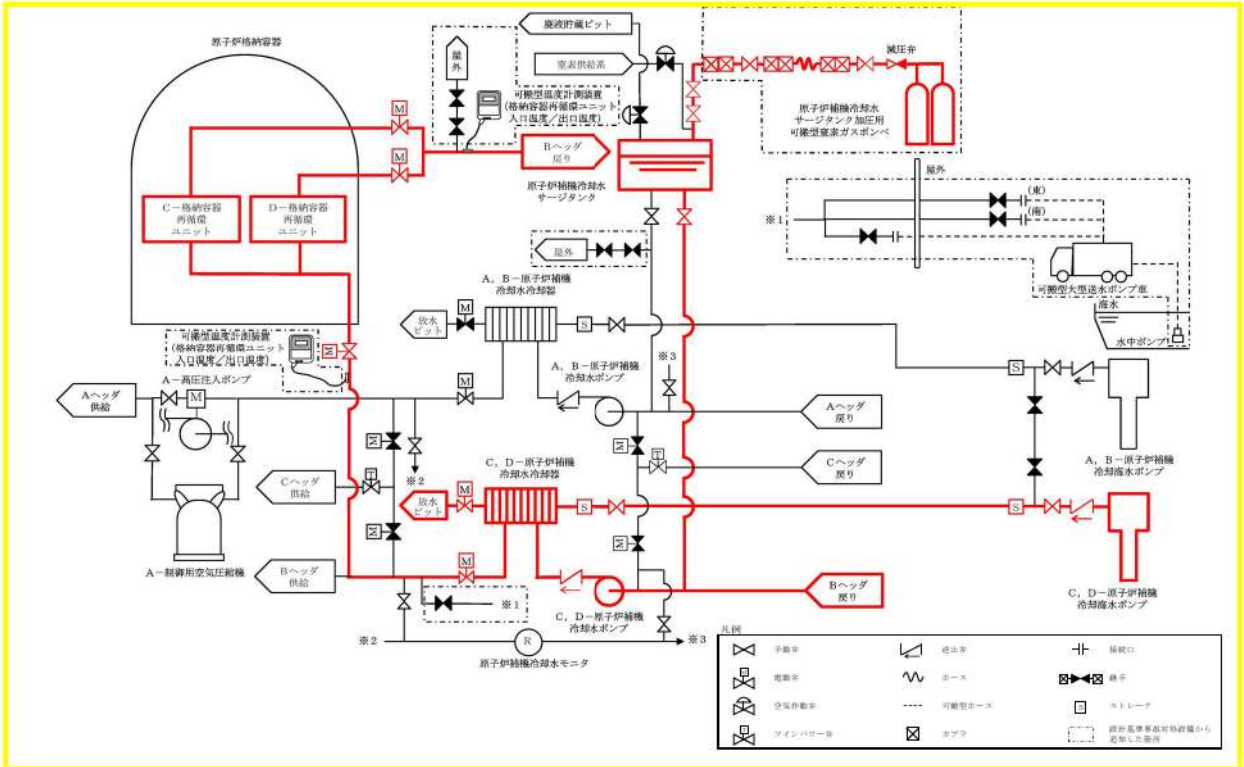 原子炉格納容器
屋
外
可搬型温度計測装置
(格納容器再循環ユニット
入口温度/出口温度)
廃液貯蔵ピット
窒素供給系
減圧弁
原子炉補機冷却水
サージタンク加圧用
可搬型窒素ガスボンベ
M
M
Bヘッダ
戻り
原子炉補機冷却水
サージタンク
C-格納容器
再循環
ユニット
D-格納容器
再循環
ユニット
屋外
※1
(東)
(南)
可搬型大型送水ポンプ車
海水
水中ポンプ
屋外
A, B-原子炉補機
冷却水冷却器
放水
ピット
M
S
S
可搬型温度計測装置
(格納容器再循環ユニット
入口温度/出口温度)
M
A-高圧注入ポンプ
Aヘッダ
供給
M
M
※3
A, B-原子炉補機
冷却水ポンプ
Aヘッダ
戻り
A, B-原子炉補機
冷却海水ポンプ
M
M
T
Cヘッダ
戻り
Cヘッダ
供給
T
※2
C, D-原子炉補機
冷却水冷却器
放水
ピット
M
S
S
M
M
A-制御用空気圧縮機
Bヘッダ
供給
M
※1
C, D-原子炉補機
冷却水ポンプ
Bヘッダ
戻り
C, D-原子炉補機
冷却海水ポンプ
※2
R
※3
原子炉補機冷却水モニタ
凡例
手動弁
逆止弁
接続口
M
電動弁
ホース
継手
空気作動弁
可搬型ホース
S
ストレーナ
T
ツインパワー弁
カプラ
設計基準事故対処設備から
追加した箇所